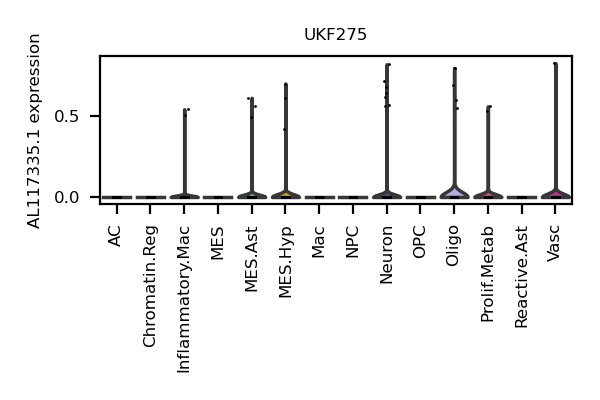 UKF275
AL117335.1 expression
0.5
0.0
AC
Chromatin.Reg
Inflammatory.Mac
MES
MES.Ast
MES.Hyp
Mac
NPC
Neuron
OPC
Oligo
Prolif.Metab
Reactive.Ast
Vasc